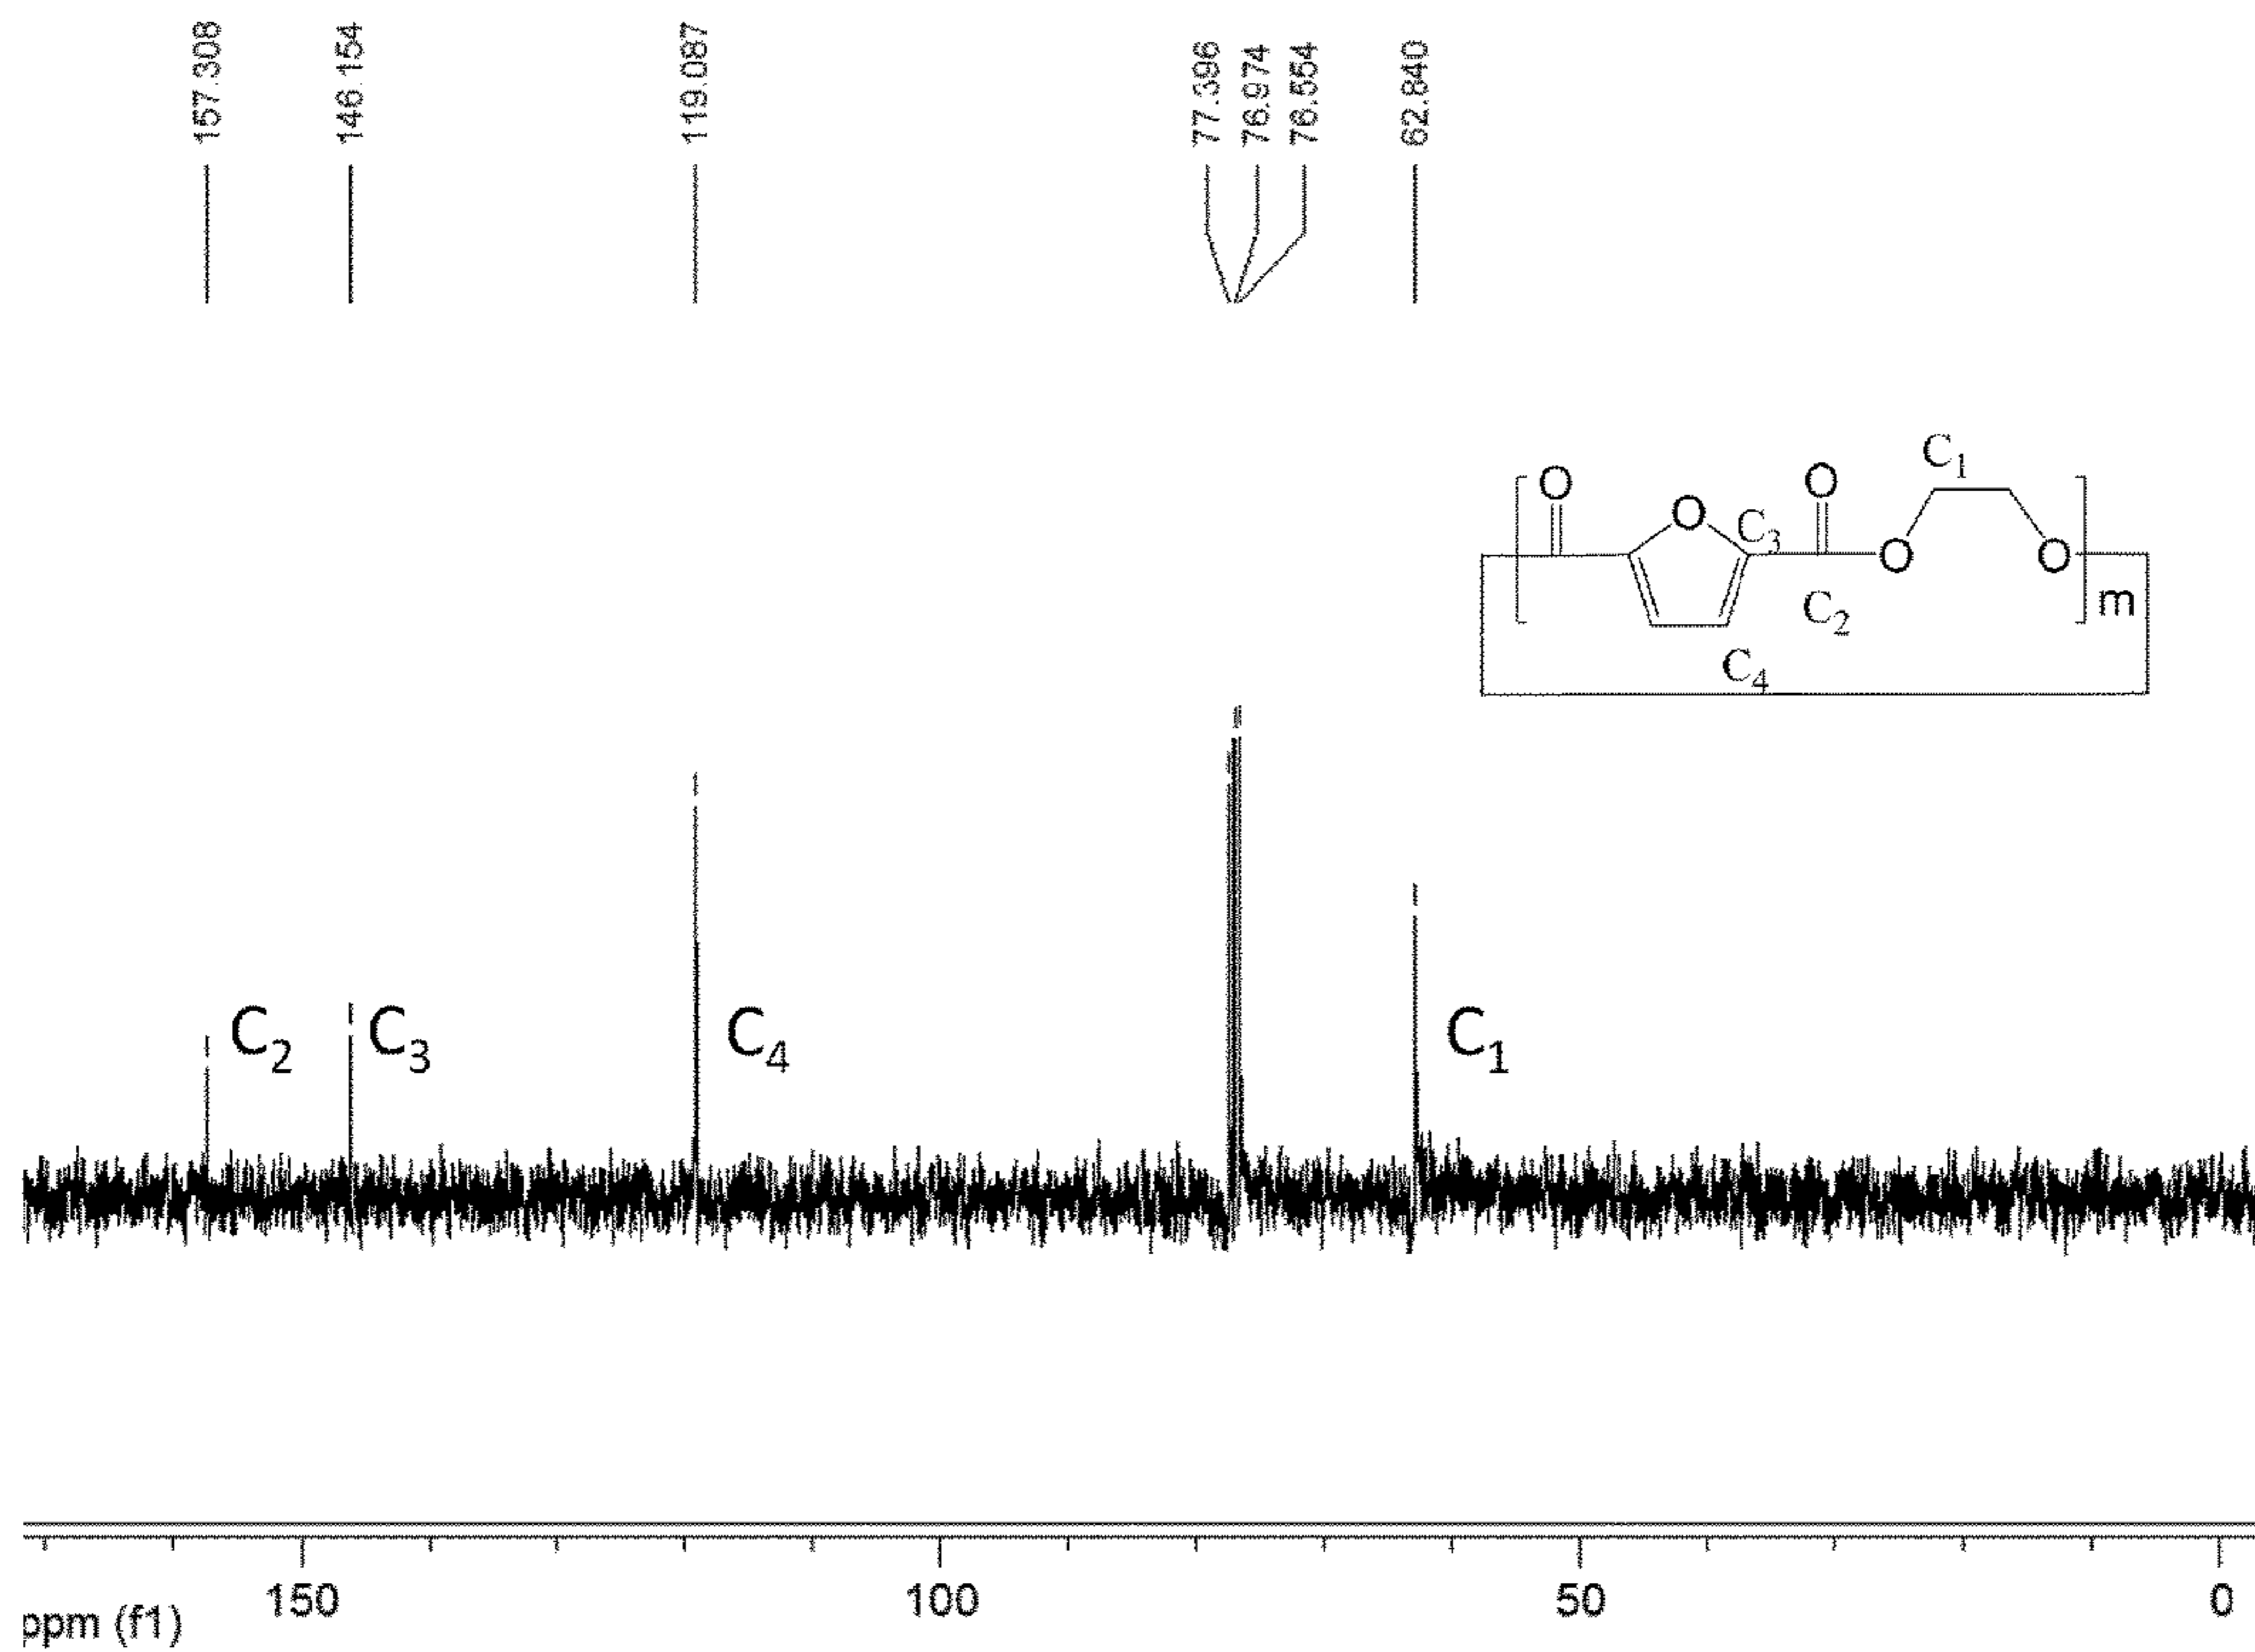 157.308
146.154
119.087
77.396
76.974
76.554
62.840
C1
O O O
C3
O O
C2
m
C4
C2 C3 C4 C1
150 100 50 0
ppm (f1)